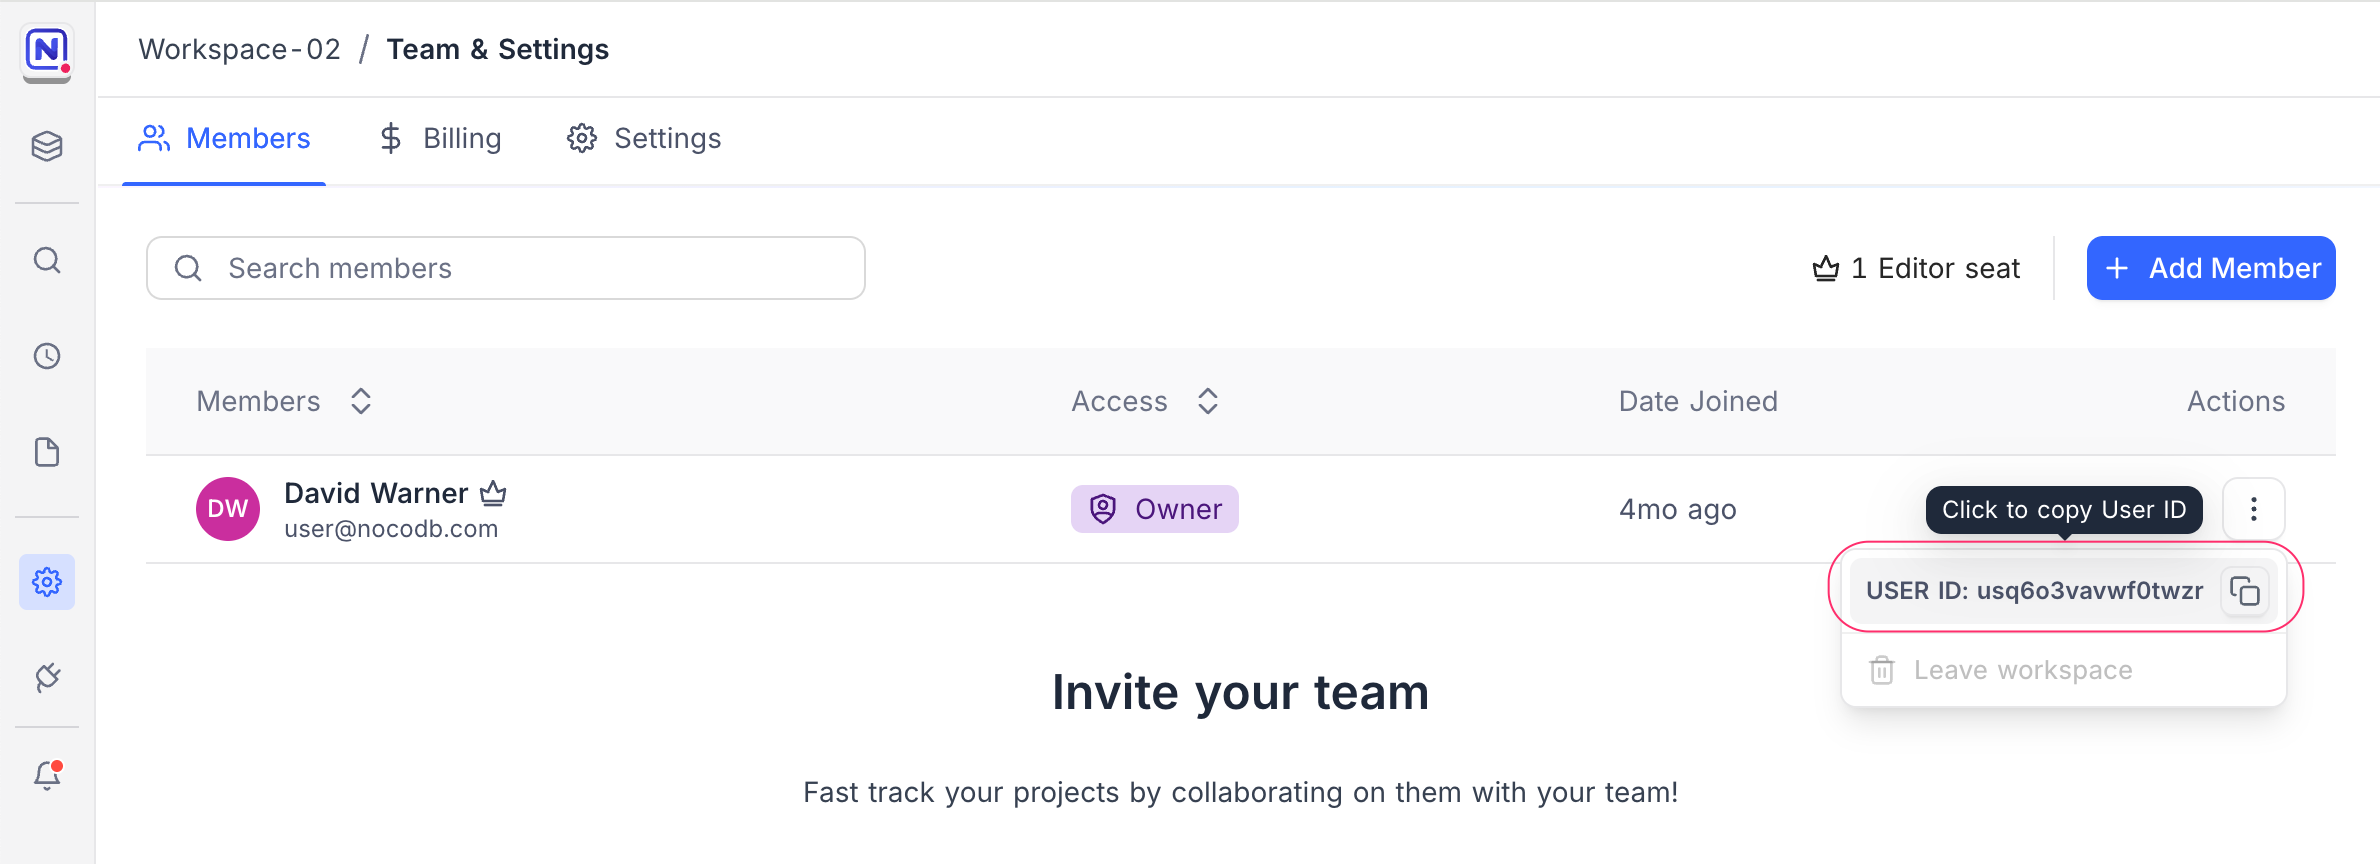 N
Workspace-02 / Team & Settings
Members
Billing
Settings
Search members
1 Editor seat
+ Add Member
Members
Access
Date Joined
Actions
DW
David Warner
user@nocodb.com
Owner
4mo ago
Click to copy User ID
USER ID: usq6o3vavwf0twzr
Leave workspace
Invite your team
Fast track your projects by collaborating on them with your team!